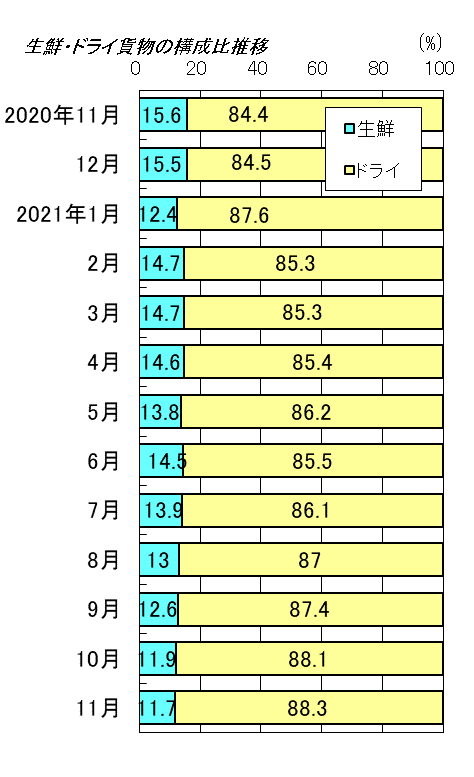 生鮮・ドライ貨物の構成比推移
(%)
0 20 40 60 80 100
2020年11月 15.6 84.4
生鮮
12月 15.5 84.5
ドライ
2021年1月 12.4 87.6
2月 14.7 85.3
3月 14.7 85.3
4月 14.6 85.4
5月 13.8 86.2
6月 14.5 85.5
7月 13.9 86.1
8月 13 87
9月 12.6 87.4
10月 11.9 88.1
11月 11.7 88.3